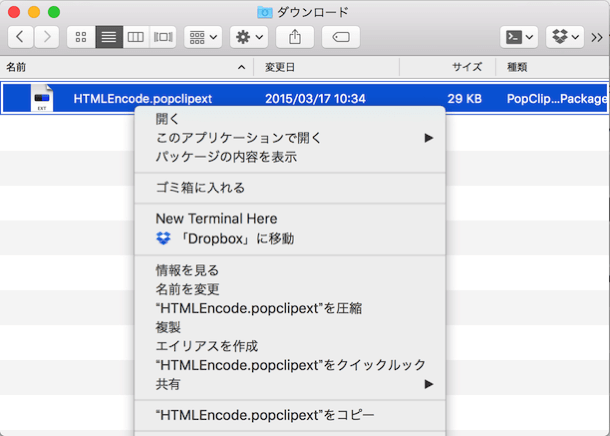 ダウンロード
名前
変更日
サイズ
種類
EXT
HTMLEncode.popclipext
2015/03/17 10:34
29 KB
PopClip...Package
開く
このアプリケーションで開く
パッケージの内容を表示
ゴミ箱に入れる
New Terminal Here
「Dropbox」に移動
情報を見る
名前を変更
“HTMLEncode.popclipext”を圧縮
複製
エイリアスを作成
“HTMLEncode.popclipext”をクイックルック
共有
“HTMLEncode.popclipext”をコピー